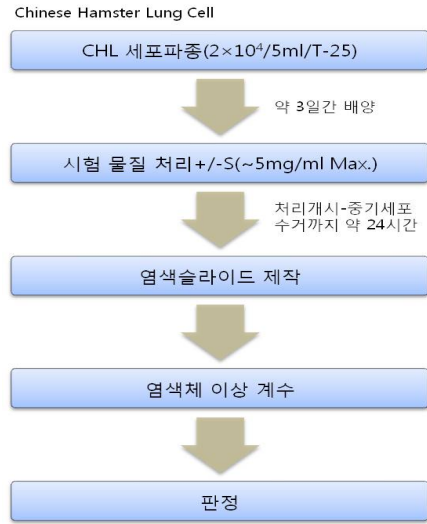 Chinese Hamster Lung Cell
CHL 세포파종(2×10⁴/5ml/T-25)
약 3일간 배양
시험 물질 처리+/-S(~5mg/ml Max.)
처리개시-중기세포
수거까지 약 24시간
염색슬라이드 제작
염색체 이상 계수
판정